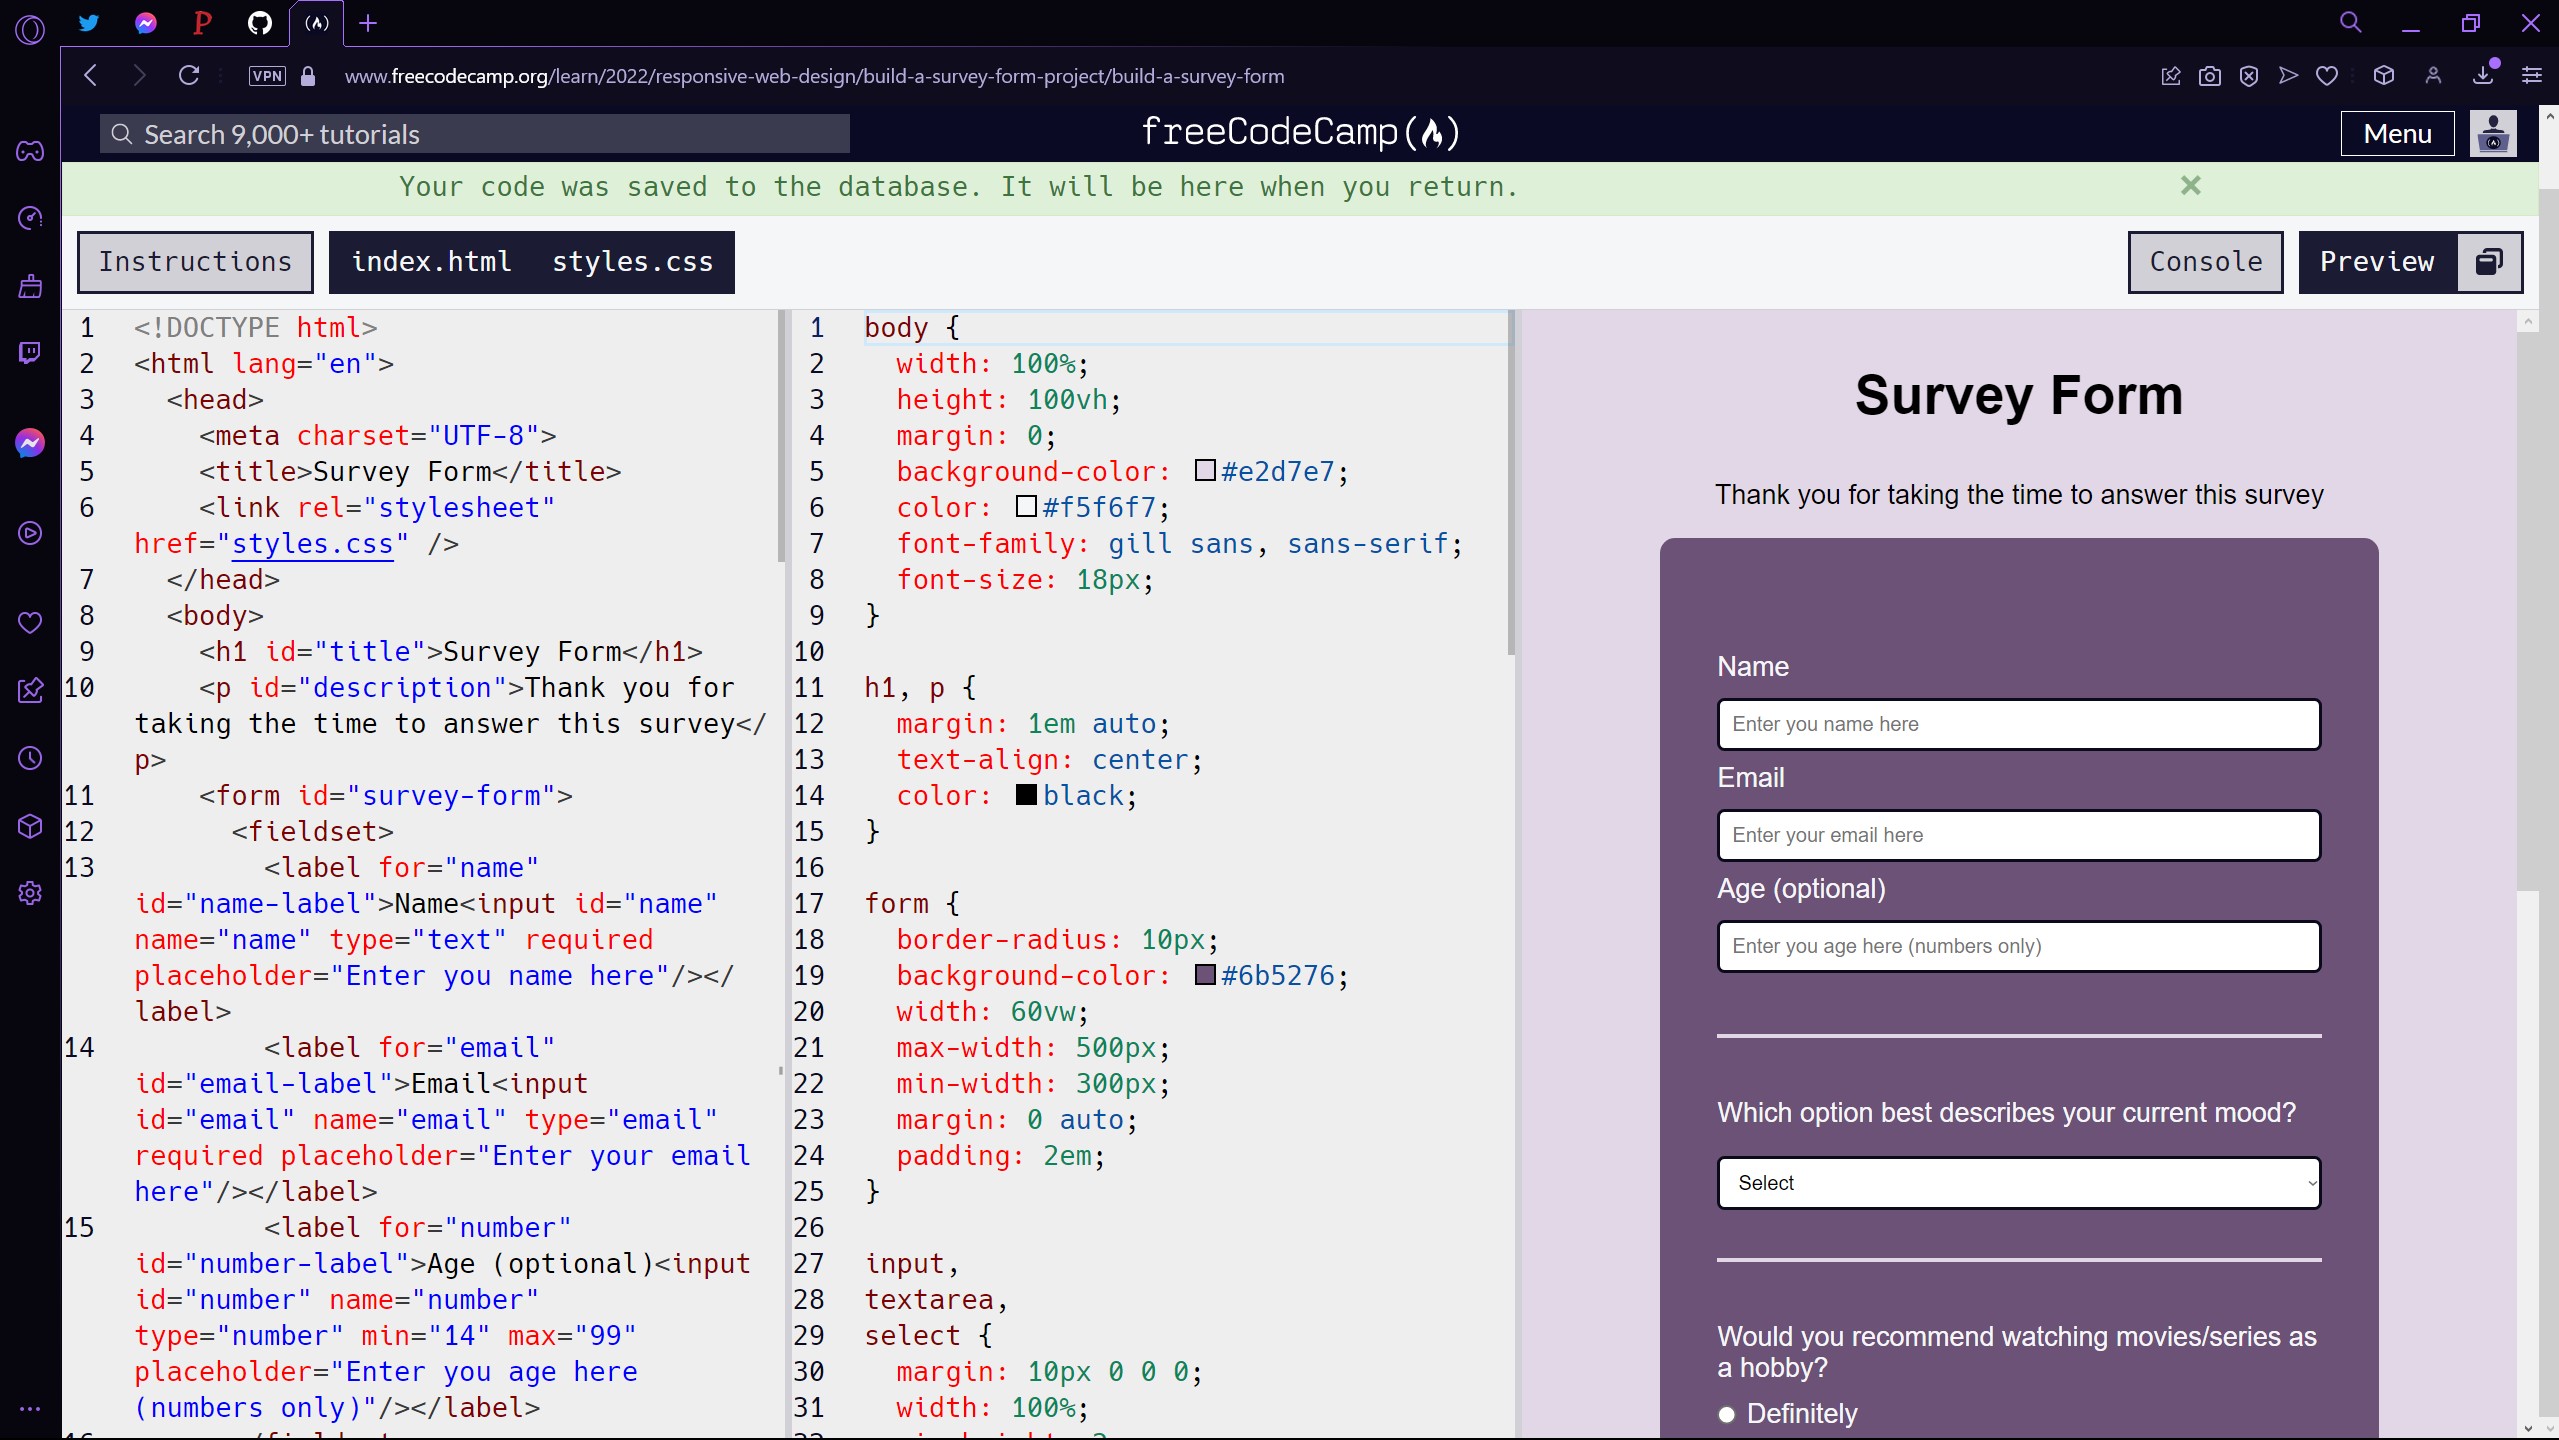 VPN www.freecodecamp.org/learn/2022/responsive-web-design/build-a-survey-form-project/build-a-survey-form
Search 9,000+ tutorials
freeCodeCamp(🔥)
Menu
Your code was saved to the database. It will be here when you return.
Instructions
index.html styles.css
Console
Preview
1 <!DOCTYPE html>
2 <html lang="en">
3 <head>
4 <meta charset="UTF-8">
5 <title>Survey Form</title>
6 <link rel="stylesheet"
href="styles.css" />
7 </head>
8 <body>
9 <h1 id="title">Survey Form</h1>
10 <p id="description">Thank you for
taking the time to answer this survey</
p>
11 <form id="survey-form">
12 <fieldset>
13 <label for="name"
id="name-label">Name<input id="name"
name="name" type="text" required
placeholder="Enter you name here"/></
label>
14 <label for="email"
id="email-label">Email<input
id="email" name="email" type="email"
required placeholder="Enter your email
here"/></label>
15 <label for="number"
id="number-label">Age (optional)<input
id="number" name="number"
type="number" min="14" max="99"
placeholder="Enter you age here
(numbers only)"/></label>
1 body {
2 width: 100%;
3 height: 100vh;
4 margin: 0;
5 background-color: #e2d7e7;
6 color: #f5f6f7;
7 font-family: gill sans, sans-serif;
8 font-size: 18px;
9 }
10
11 h1, p {
12 margin: 1em auto;
13 text-align: center;
14 color: black;
15 }
16
17 form {
18 border-radius: 10px;
19 background-color: #6b5276;
20 width: 60vw;
21 max-width: 500px;
22 min-width: 300px;
23 margin: 0 auto;
24 padding: 2em;
25 }
26
27 input,
28 textarea,
29 select {
30 margin: 10px 0 0 0;
31 width: 100%;
Survey Form
Thank you for taking the time to answer this survey
Name
Enter you name here
Email
Enter your email here
Age (optional)
Enter you age here (numbers only)
Which option best describes your current mood?
Select
Would you recommend watching movies/series as
a hobby?
Definitely